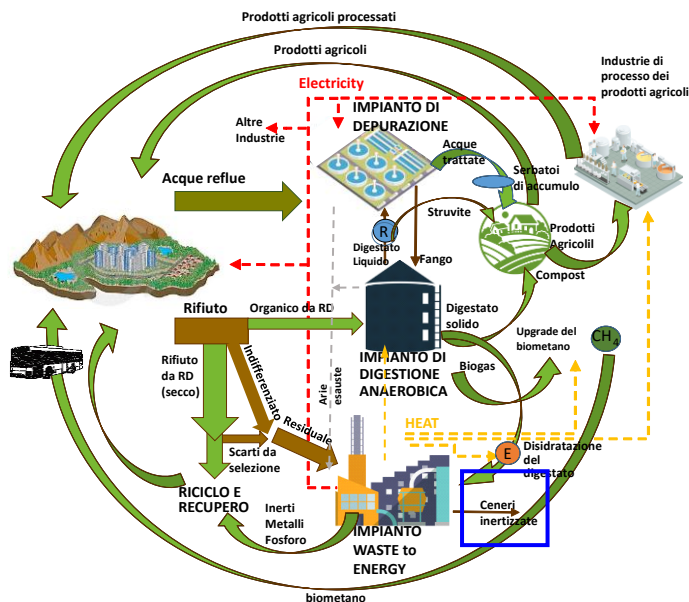 Prodotti agricoli processati
Prodotti agricoli
Industrie di
processo dei
prodotti agricoli
Electricity
IMPIANTO DI
DEPURAZIONE
Altre
Industrie
Acque
trattate
Serbatoi
di accumulo
Acque reflue
Struvite
R
Digestato
Liquido
Prodotti
Agricolil
Fango
Compost
Rifiuto
Organico da RD
Digestato
solido
Upgrade del
biometano
CH4
Rifiuto
da RD
(secco)
Indifferenziato
IMPIANTO DI
DIGESTIONE
ANAEROBICA
Biogas
Arie
esauste
HEAT
Residuale
Scarti da
selezione
E
Disidratazione
del
digestato
RICICLO E
RECUPERO
Inerti
Metalli
Fosforo
Ceneri
inertizzate
IMPIANTO
WASTE to
ENERGY
biometano